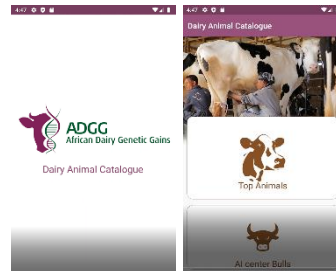 4:47
ADGG
African Dairy Genetic Gains
Dairy Animal Catalogue
4:47
Dairy Animal Catalogue
Top Animals
AI center Bulls